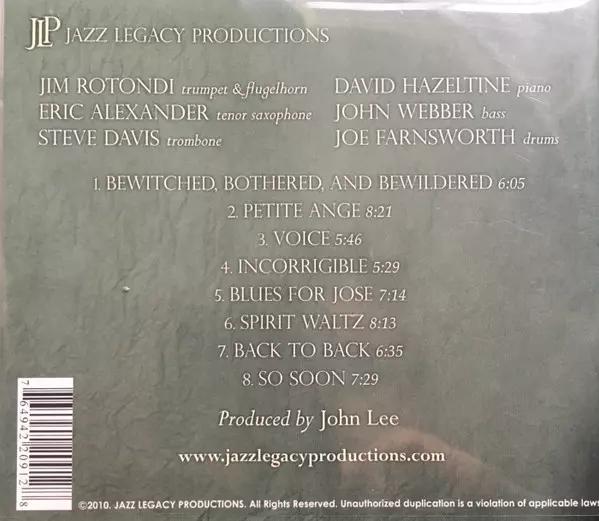 JLP JAZZ LEGACY PRODUCTIONS
JIM ROTONDI trumpet & flugelhorn
ERIC ALEXANDER tenor saxophone
STEVE DAVIS trombone
DAVID HAZELTINE piano
JOHN WEBBER bass
JOE FARNSWORTH drums
1. BEWITCHED, BOTHERED, AND BEWILDERED 6:05
2. PETITE ANGE 8:21
3. VOICE 5:46
4. INCORRIGIBLE 5:29
5. BLUES FOR JOSE 7:14
6. SPIRIT WALTZ 8:13
7. BACK TO BACK 6:35
8. SO SOON 7:29
Produced by John Lee
www.jazzlegacyproductions.com
7 64942 20912 8
©2010. JAZZ LEGACY PRODUCTIONS. All Rights Reserved. Unauthorized duplication is a violation of applicable laws